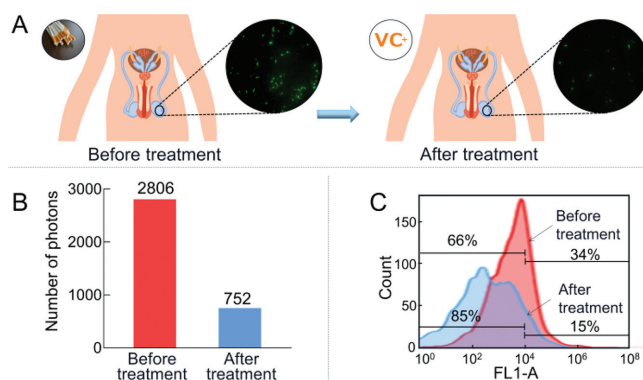 A
VC+
Before treatment
After treatment
B
Number of photons
3000
2000
1000
0
2806
752
Before
treatment
After
treatment
C
Count
150
100
50
0
66%
85%
Before
treatment
34%
After
treatment
15%
10⁰ 10² 10⁴ 10⁶ 10⁸
FL1-A